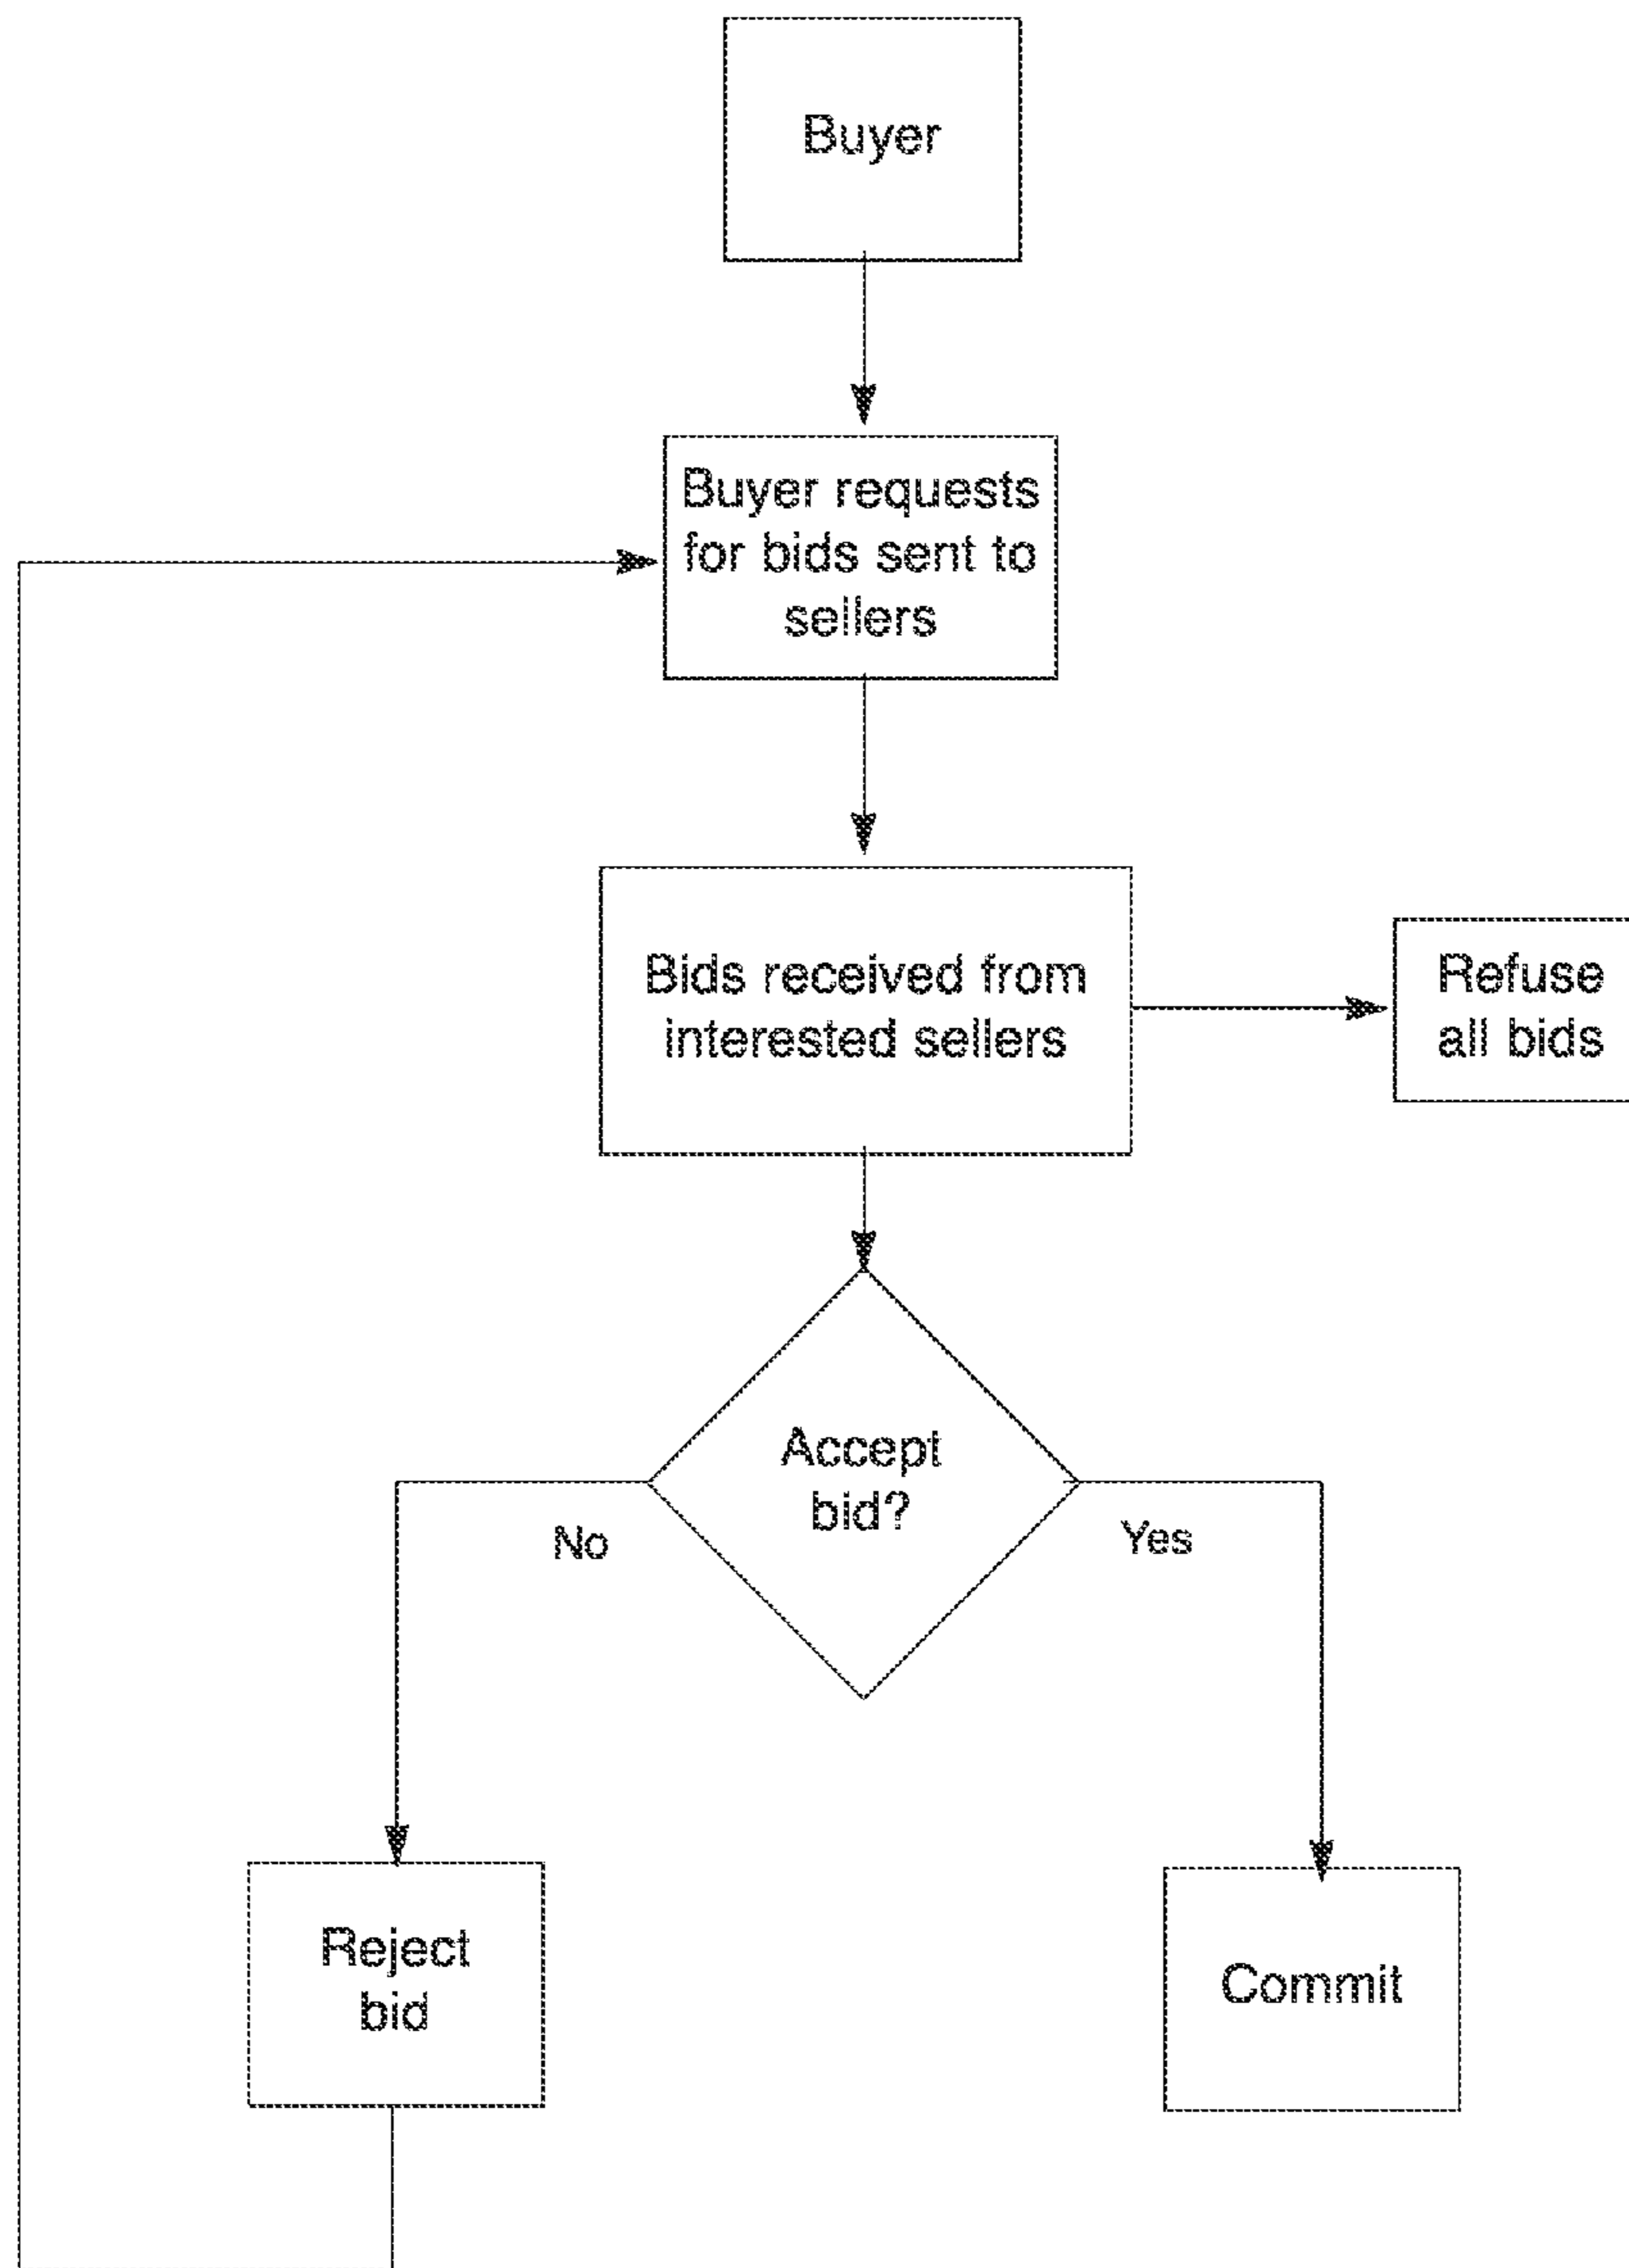 Buyer
Buyer requests
for bids sent to
sellers
Bids received from
interested sellers
Refuse
all bids
Accept
bid?
No
Yes
Reject
bid
Commit